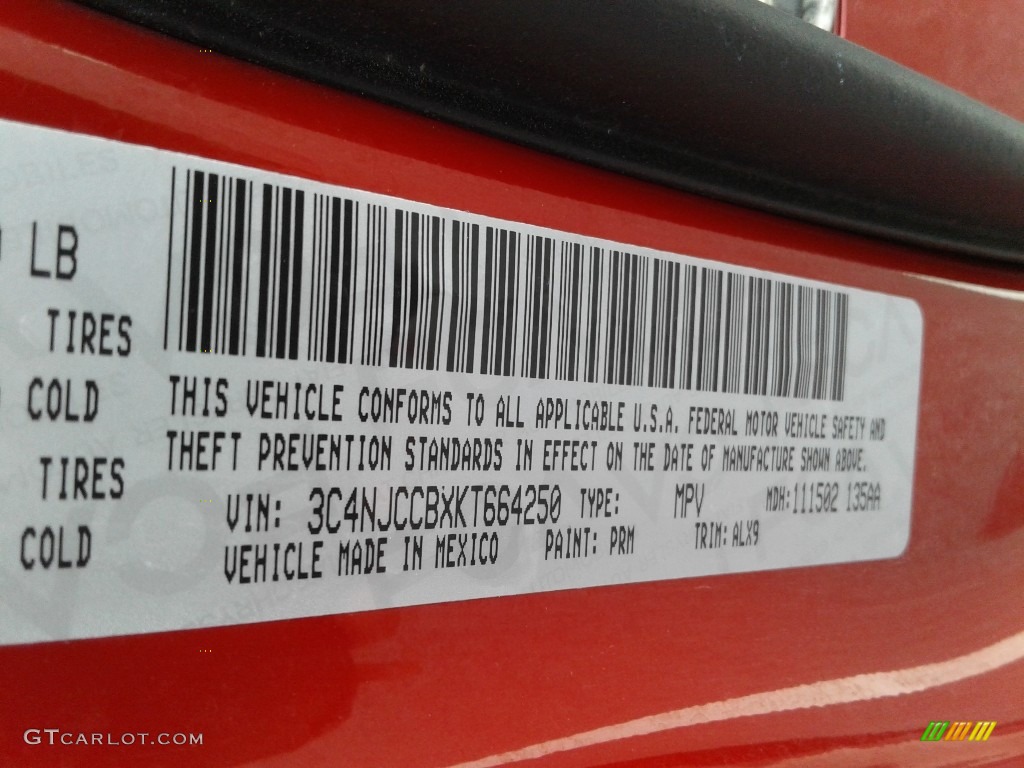 LB
TIRES
COLD
TIRES
COLD
THIS VEHICLE CONFORMS TO ALL APPLICABLE U.S.A. FEDERAL MOTOR VEHICLE SAFETY AND
THEFT PREVENTION STANDARDS IN EFFECT ON THE DATE OF MANUFACTURE SHOWN ABOVE.
VIN: 3C4NJCCBXKT664250 TYPE: MPV MDH:111502 135AA
VEHICLE MADE IN MEXICO PAINT: PRM TRIM: ALX9
GTCARLOT.COM